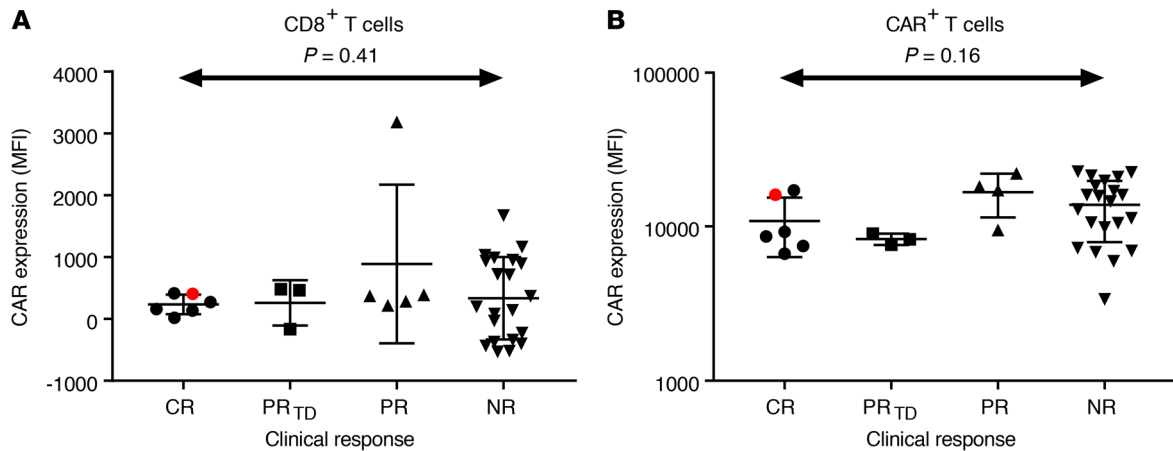 A
CD8+ T cells
P = 0.41
CAR expression (MFI)
4000
3000
2000
1000
0
-1000
CR
PRTD
PR
NR
Clinical response
B
CAR+ T cells
P = 0.16
CAR expression (MFI)
100000
10000
1000
CR
PRTD
PR
NR
Clinical response